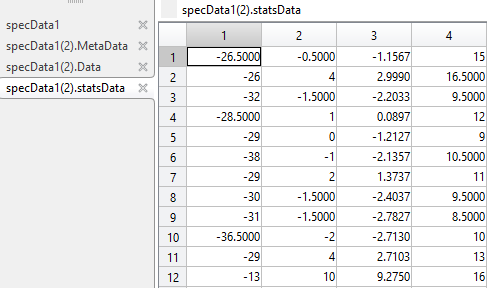 specData1
specData1(2).MetaData
specData1(2).Data
specData1(2).statsData
specData1(2).statsData
1 2 3 4
1 -26.5000 -0.5000 -1.1567 15
2 -26 4 2.9990 16.5000
3 -32 -1.5000 -2.2033 9.5000
4 -28.5000 1 0.0897 12
5 -29 0 -1.2127 9
6 -38 -1 -2.1357 10.5000
7 -29 2 1.3737 11
8 -30 -1.5000 -2.4037 9.5000
9 -31 -1.5000 -2.7827 8.5000
10 -36.5000 -2 -2.7130 10
11 -29 4 2.7103 13
12 -13 10 9.2750 16